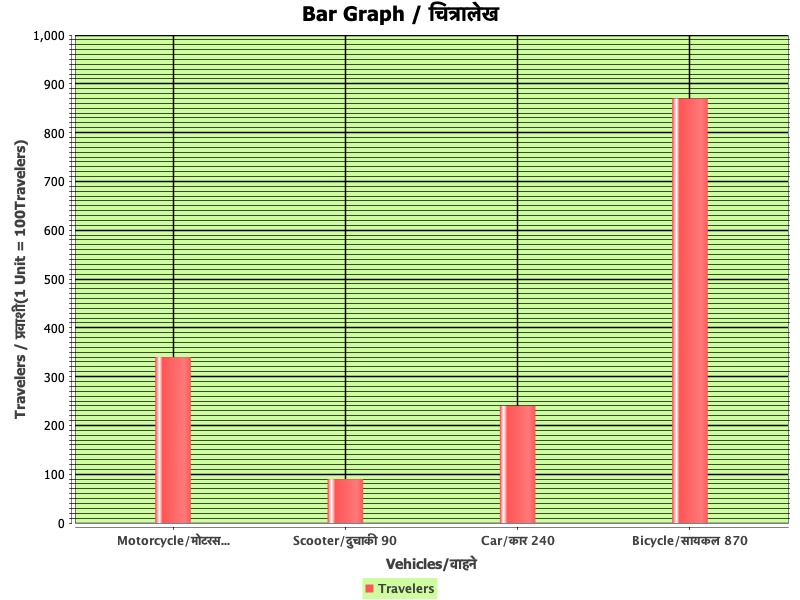 Bar Graph / चित्रालेख
Travelers / प्रवाशी(1 Unit = 100Travelers)
1,000
900
800
700
600
500
400
300
200
100
0
Motorcycle/मोटरस... Scooter/दुचाकी 90 Car/कार 240 Bicycle/सायकल 870
Vehicles/वाहने
Travelers